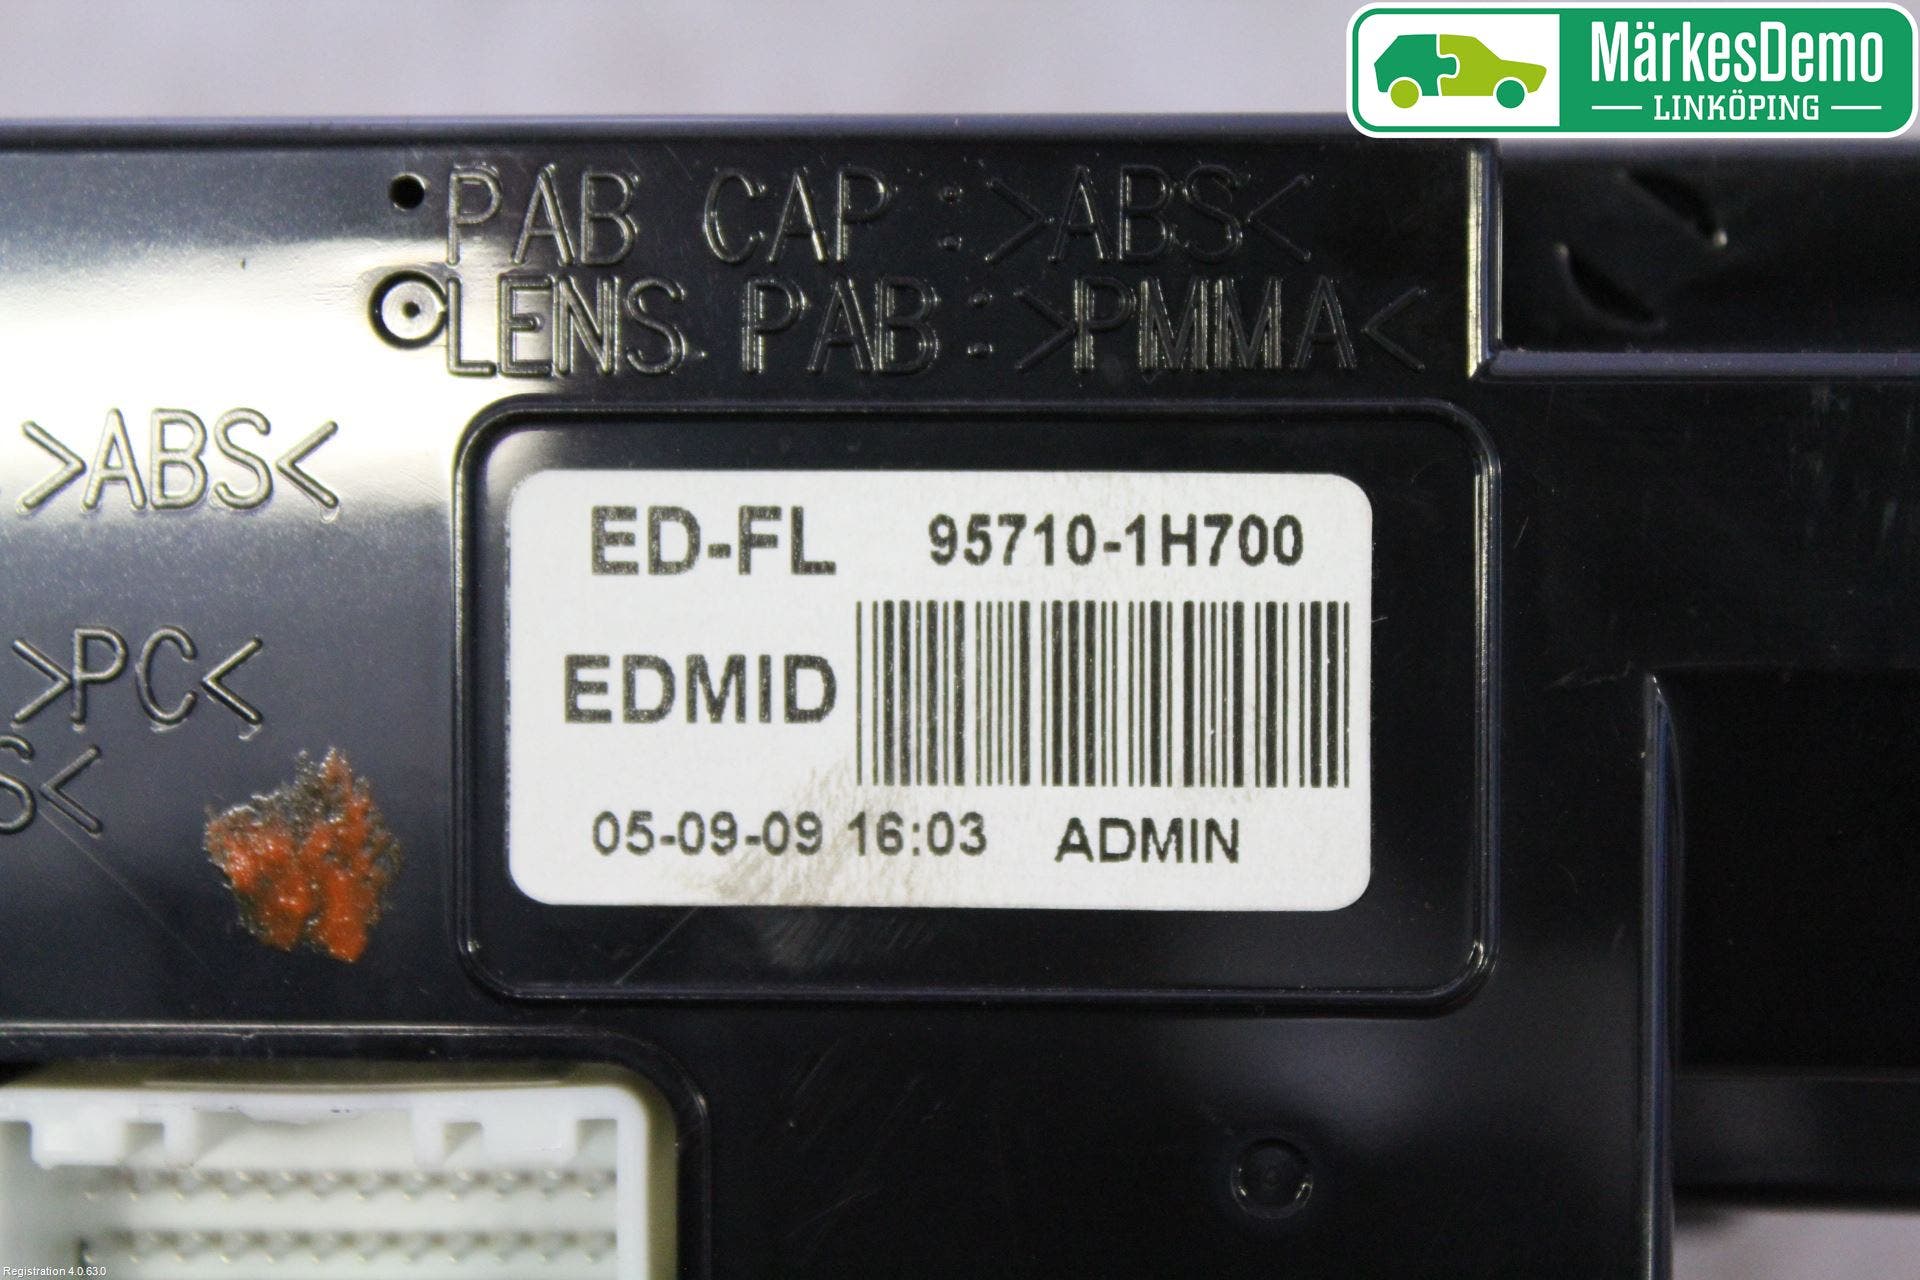 MärkesDemo
LINKÖPING
PAB CAP : >ABS<
LENS PAB : >PMMA<
>ABS<
>PC<
S<
ED-FL 95710-1H700
EDMID
05-09-09 16:03 ADMIN
Registration 4.0.63.0